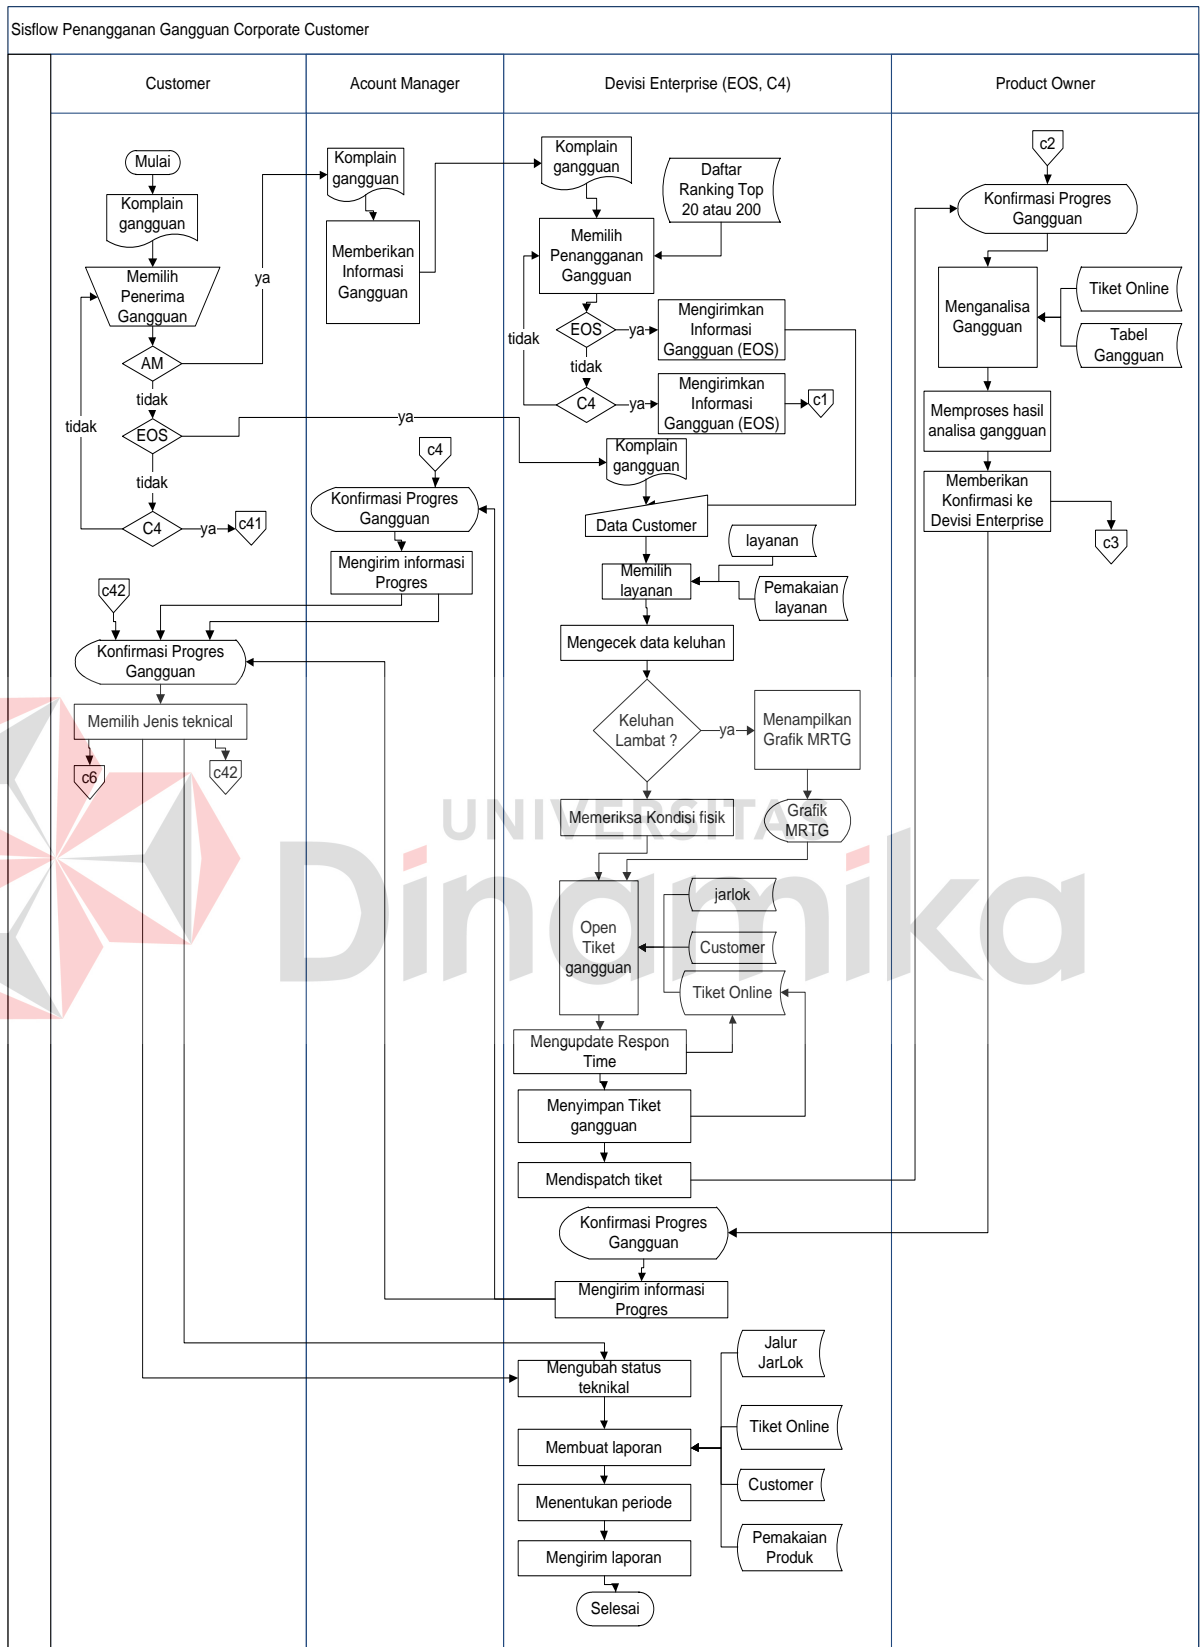 Sisflow Penangganan Gangguan Corporate Customer
Customer
Acount Manager
Devisi Enterprise (EOS, C4)
Product Owner
Mulai
Komplain
gangguan
Memilih
Penerima
Gangguan
AM
ya
tidak
EOS
ya
tidak
tidak
C4
ya
c41
c42
Konfirmasi Progres
Gangguan
Memilih Jenis teknical
c6
c42
Komplain
gangguan
Memberikan
Informasi
Gangguan
c4
Konfirmasi Progres
Gangguan
Mengirim informasi
Progres
Komplain
gangguan
Daftar
Ranking Top
20 atau 200
Memilih
Penangganan
Gangguan
EOS
ya
Mengirimkan
Informasi
Gangguan (EOS)
tidak
tidak
C4
ya
Mengirimkan
Informasi
Gangguan (EOS)
c1
Komplain
gangguan
Data Customer
layanan
Memilih
layanan
Pemakaian
layanan
Mengecek data keluhan
Keluhan
Lambat ?
ya
Menampilkan
Grafik MRTG
Memeriksa Kondisi fisik
Grafik
MRTG
Open
Tiket
gangguan
jarlok
Customer
Tiket Online
Mengupdate Respon
Time
Menyimpan Tiket
gangguan
Mendispatch tiket
Konfirmasi Progres
Gangguan
Mengirim informasi
Progres
Mengubah status
teknikal
Membuat laporan
Jalur
JarLok
Tiket Online
Customer
Pemakaian
Produk
Menentukan periode
Mengirim laporan
Selesai
c2
Konfirmasi Progres
Gangguan
Menganalisa
Gangguan
Tiket Online
Tabel
Gangguan
Memproses hasil
analisa gangguan
Memberikan
Konfirmasi ke
Devisi Enterprise
c3
UNIVERSITAS
Dinamika